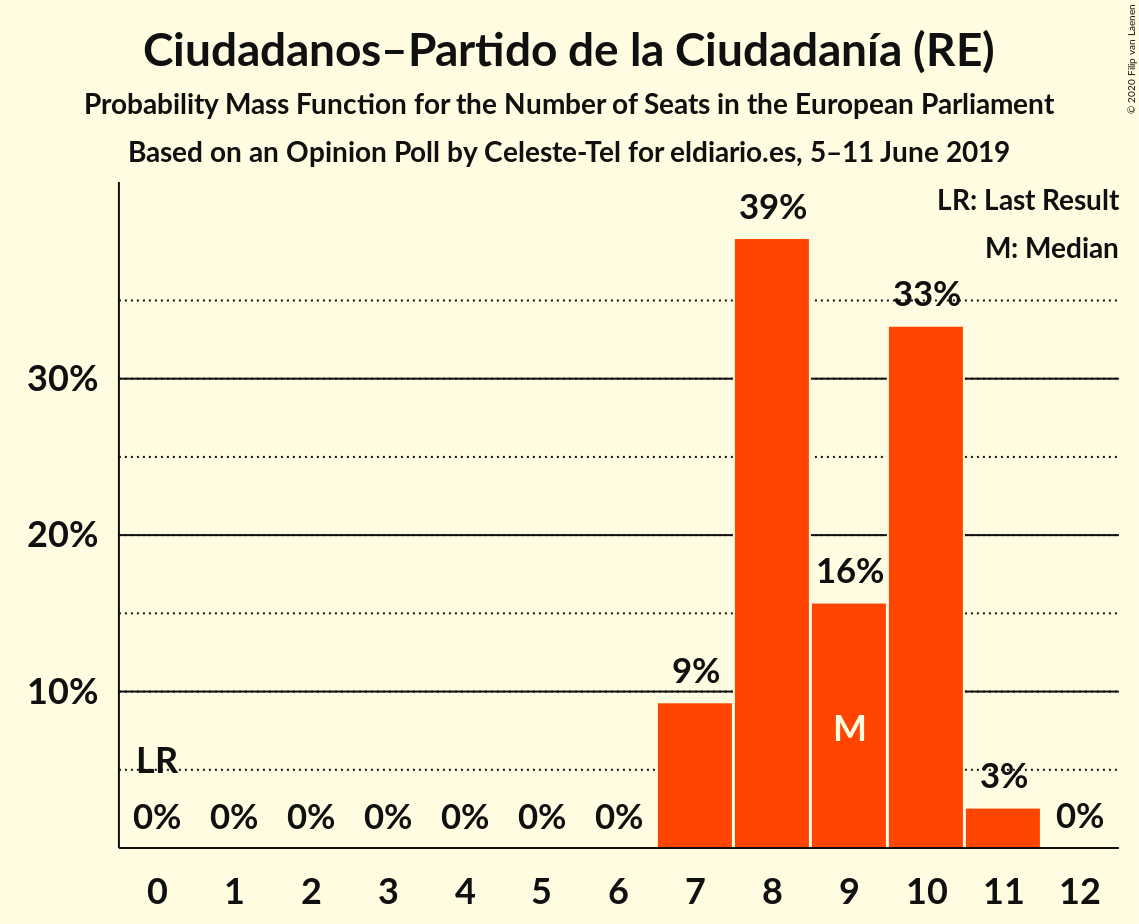 Ciudadanos–Partido de la Ciudadanía (RE)
Probability Mass Function for the Number of Seats in the European Parliament
Based on an Opinion Poll by Celeste-Tel for eldiario.es, 5–11 June 2019
© 2020 Filip van Laenen
LR: Last Result
M: Median
39%
33%
30%
20%
16%
9%
10%
M
LR
3%
0% 0% 0% 0% 0% 0% 0% 0%
0 1 2 3 4 5 6 7 8 9 10 11 12